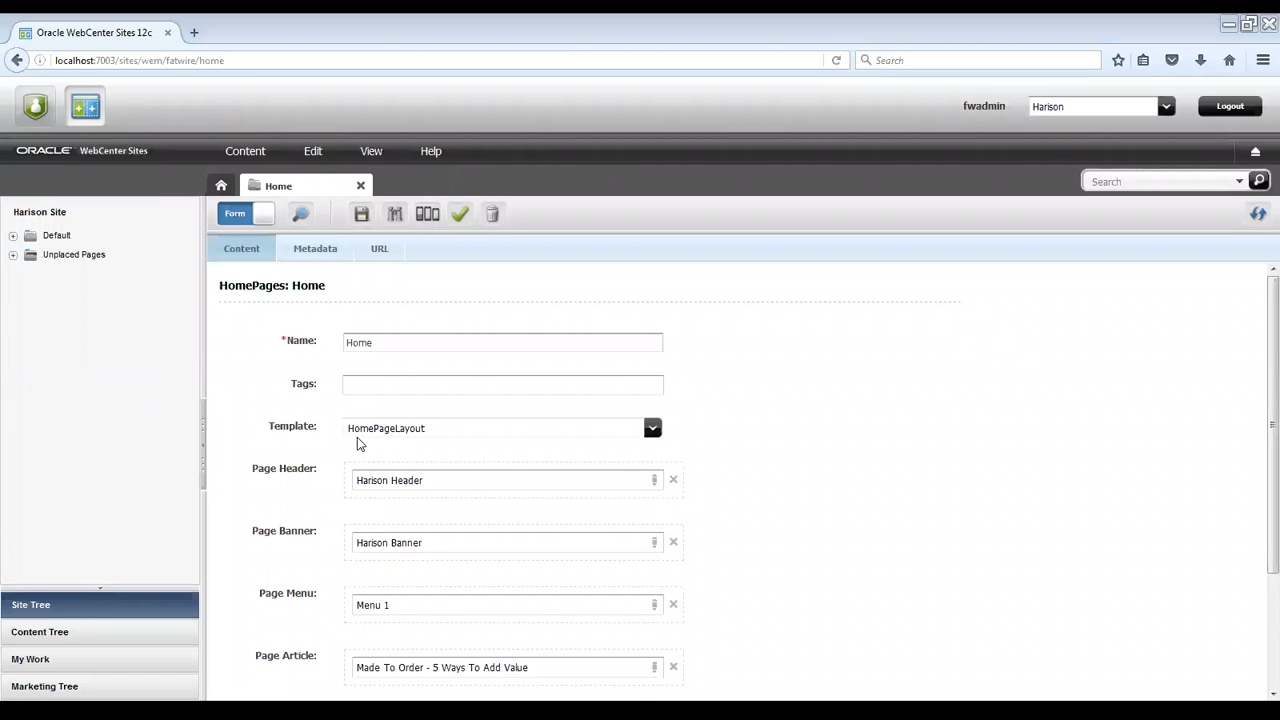 Oracle WebCenter Sites 12c
localhost:7003/sites/wem/fatwire/home
Search
fwadmin
Harison
Logout
ORACLE WebCenter Sites
Content
Edit
View
Help
Home
Search
Harison Site
Default
Unplaced Pages
Form
Content
Metadata
URL
HomePages: Home
*Name:
Home
Tags:
Template:
HomePageLayout
Page Header:
Harison Header
Page Banner:
Harison Banner
Page Menu:
Menu 1
Page Article:
Made To Order - 5 Ways To Add Value
Site Tree
Content Tree
My Work
Marketing Tree